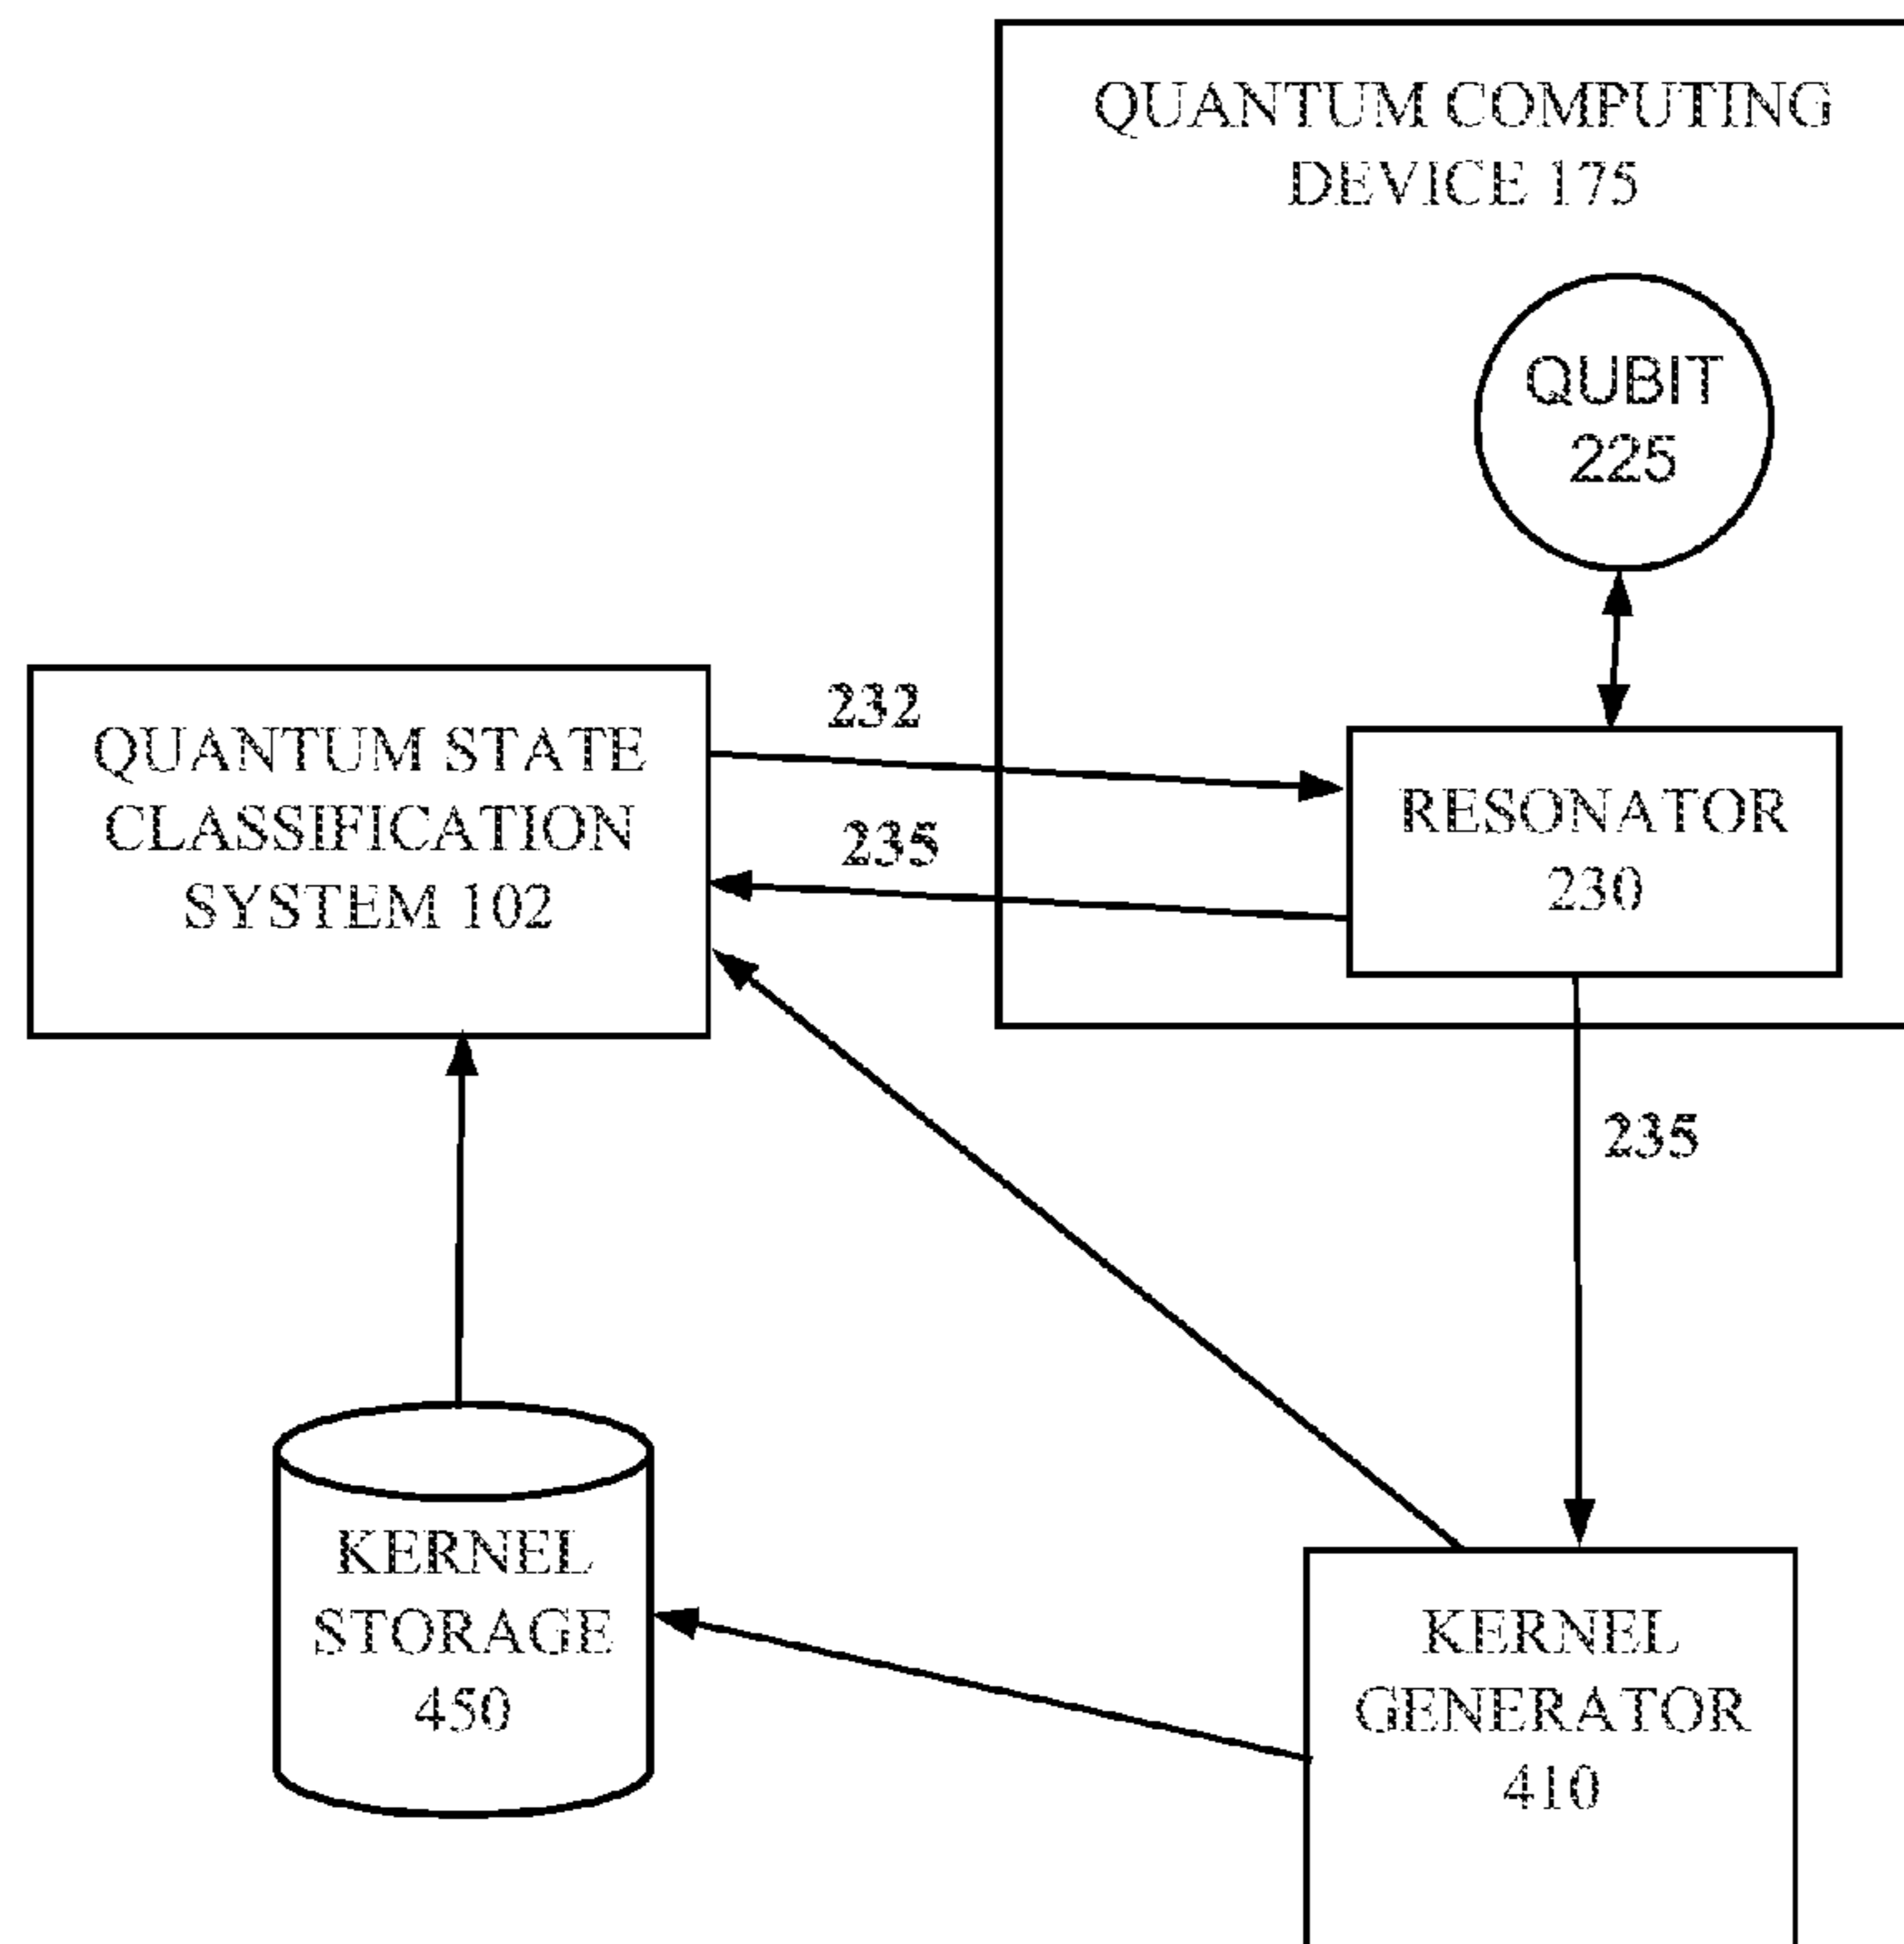 QUANTUM COMPUTING
DEVICE 175
QUBIT
225
232
QUANTUM STATE
CLASSIFICATION
SYSTEM 102
235
RESONATOR
230
235
KERNEL
STORAGE
450
KERNEL
GENERATOR
410